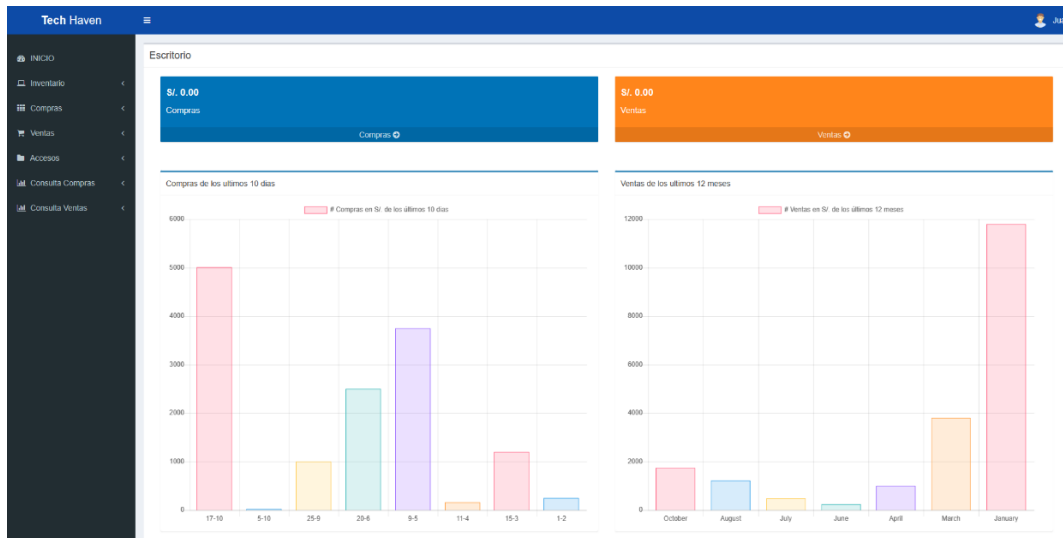 Tech Haven
INICIO
Inventario
Compras
Ventas
Accesos
Consulta Compras
Consulta Ventas
Escritorio
S/. 0.00
Compras
Compras
S/. 0.00
Ventas
Ventas
Compras de los ultimos 10 dias
# Compras en S/. de los últimos 10 dias
6000
5000
4000
3000
2000
1000
0
17-10 5-10 25-9 20-6 9-5 11-4 15-3 1-2
Ventas de los ultimos 12 meses
# Ventas en S/. de los últimos 12 meses
12000
10000
8000
6000
4000
2000
0
October August July June April March January